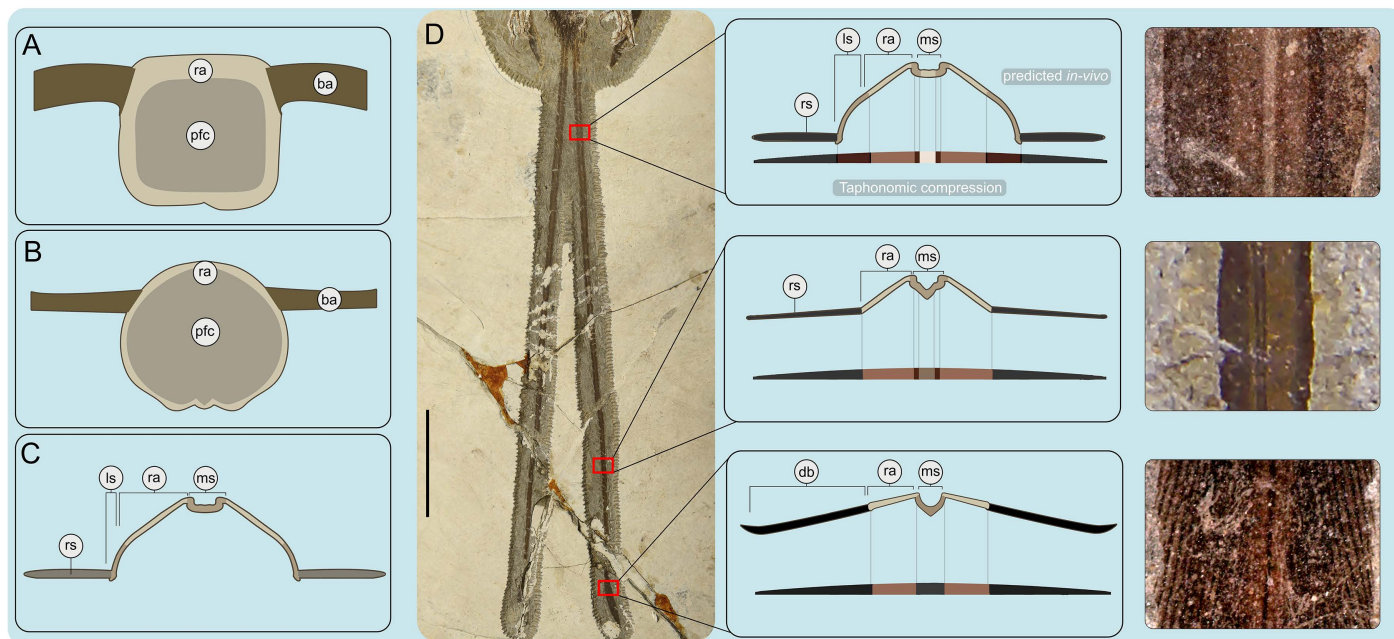 A
ra
ba
pfc
B
ra
ba
pfc
C
ls
ra
ms
rs
D
ls
ra
ms
predicted in-vivo
rs
Taphonomic compression
ra
ms
rs
db
ra
ms